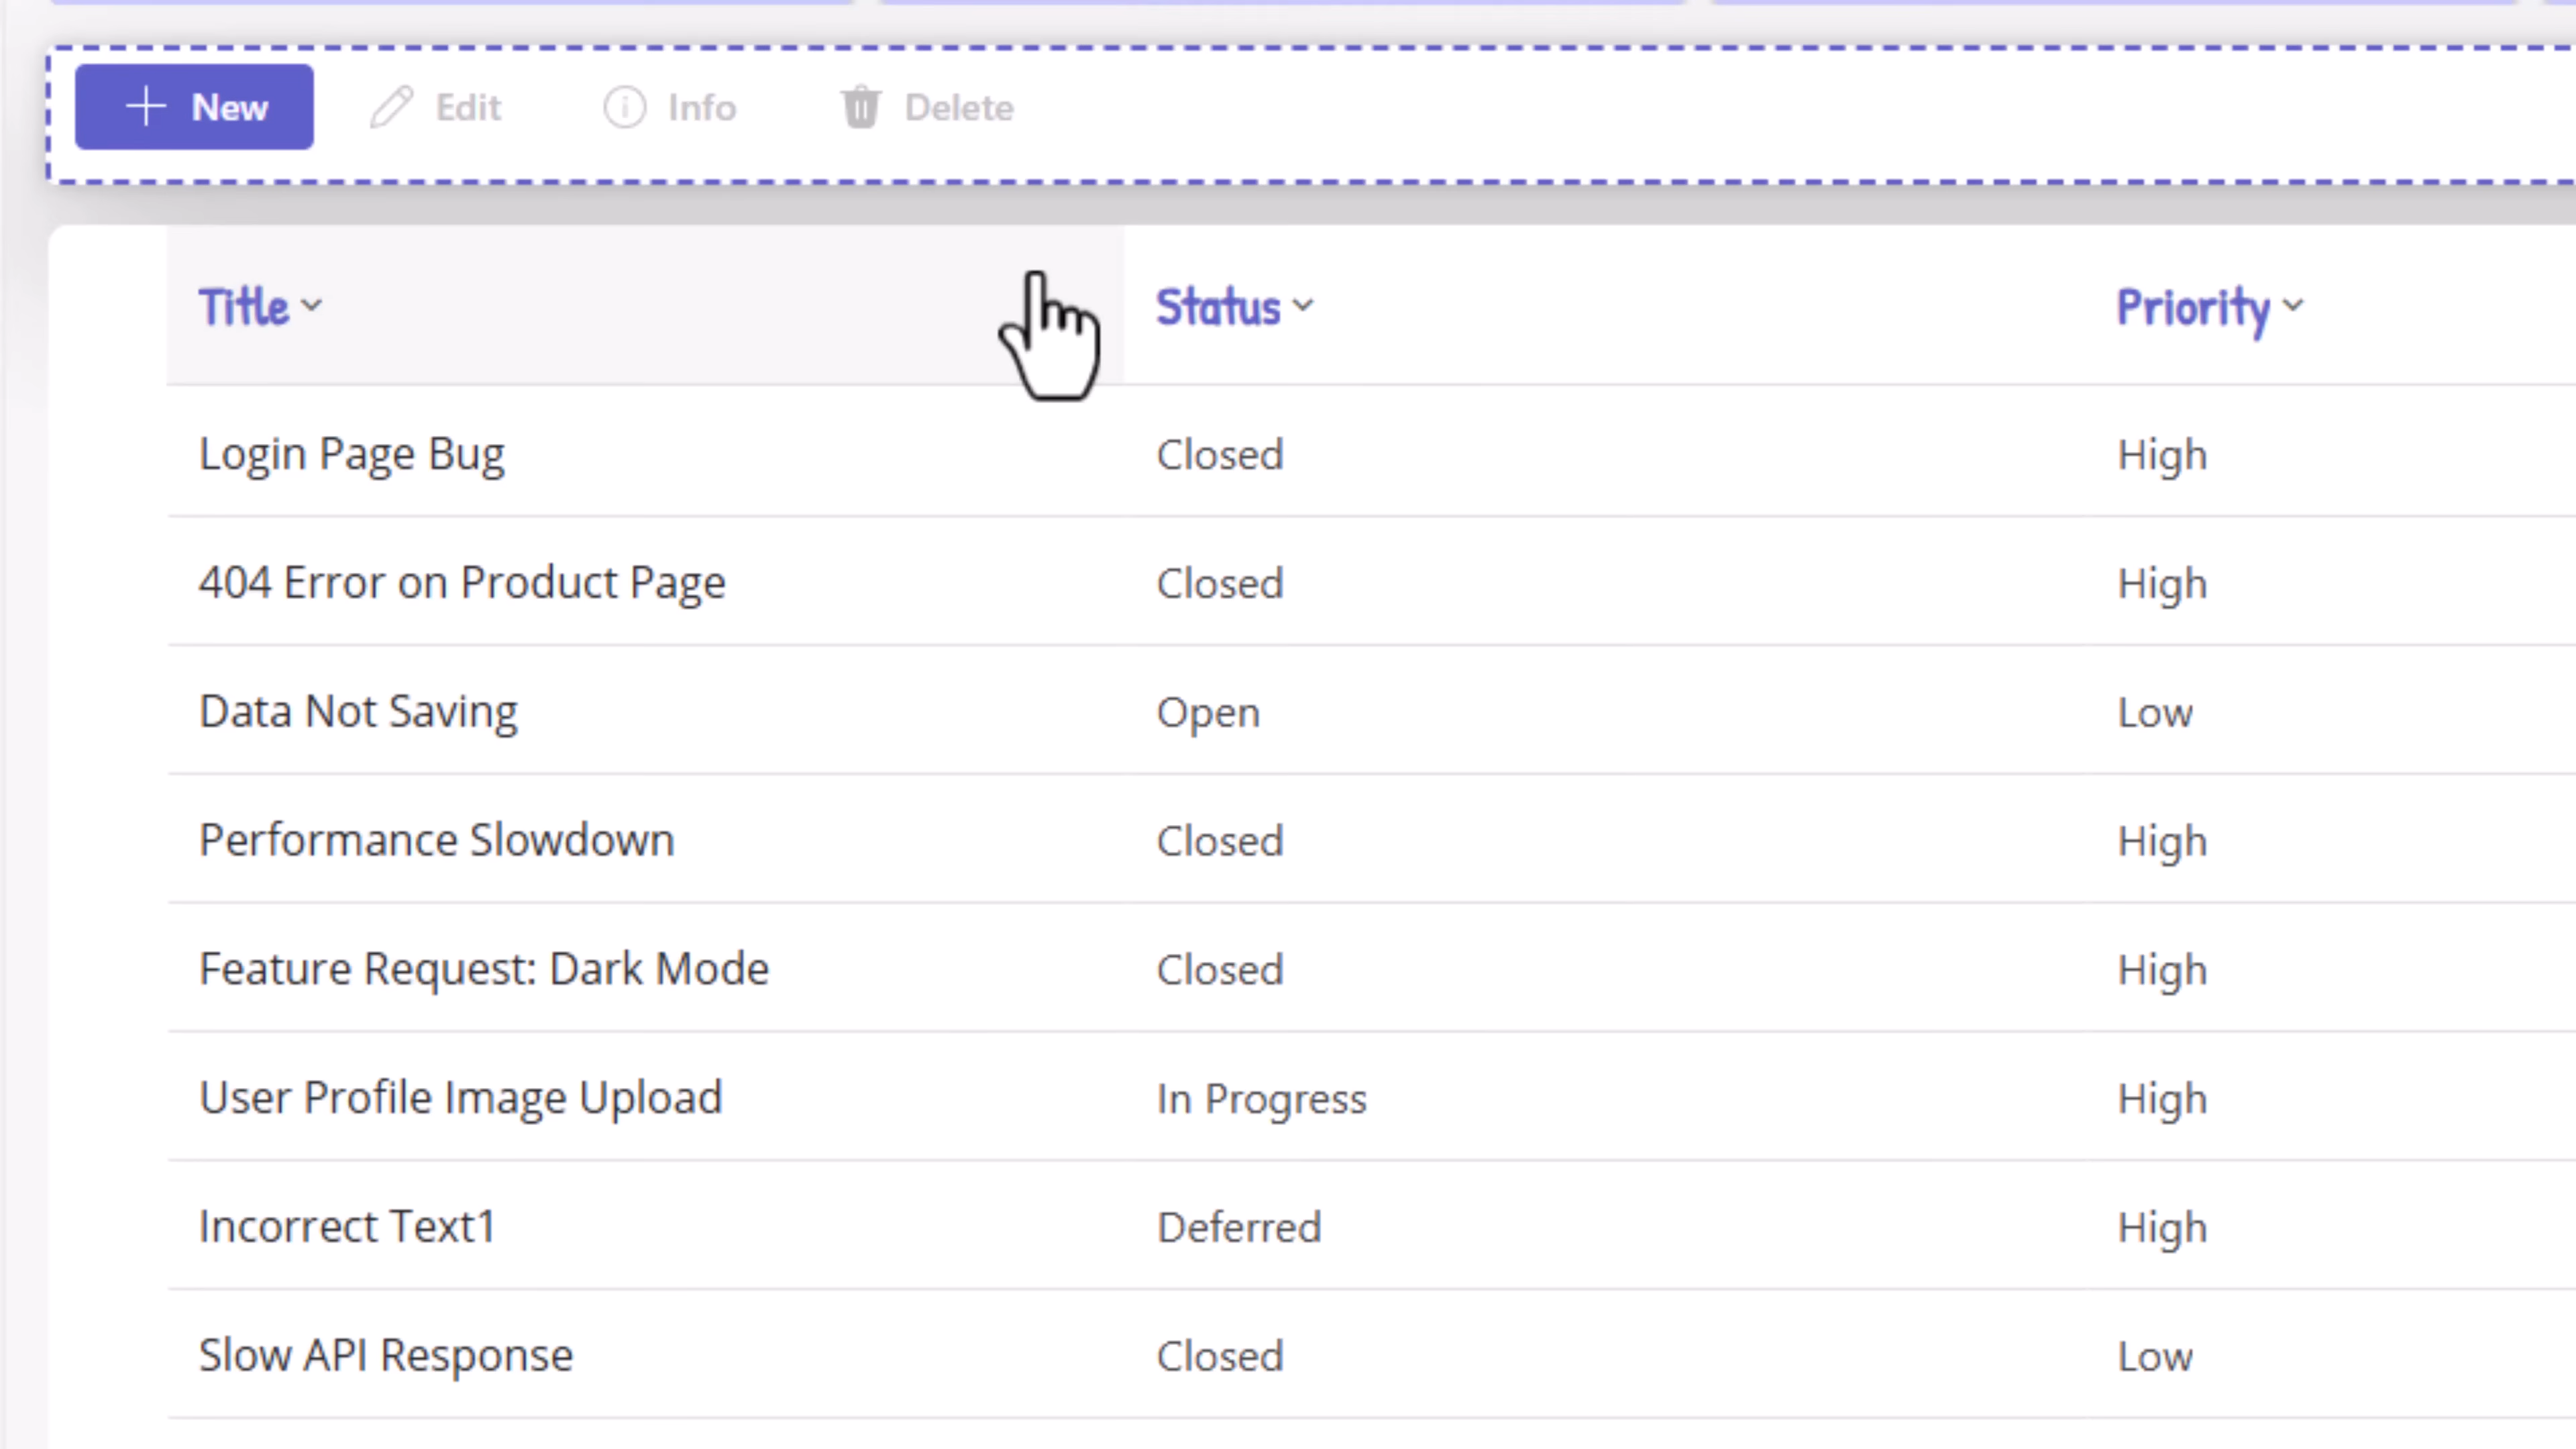 New Edit Info Delete
Title Status Priority
Login Page Bug Closed High
404 Error on Product Page Closed High
Data Not Saving Open Low
Performance Slowdown Closed High
Feature Request: Dark Mode Closed High
User Profile Image Upload In Progress High
Incorrect Text1 Deferred High
Slow API Response Closed Low